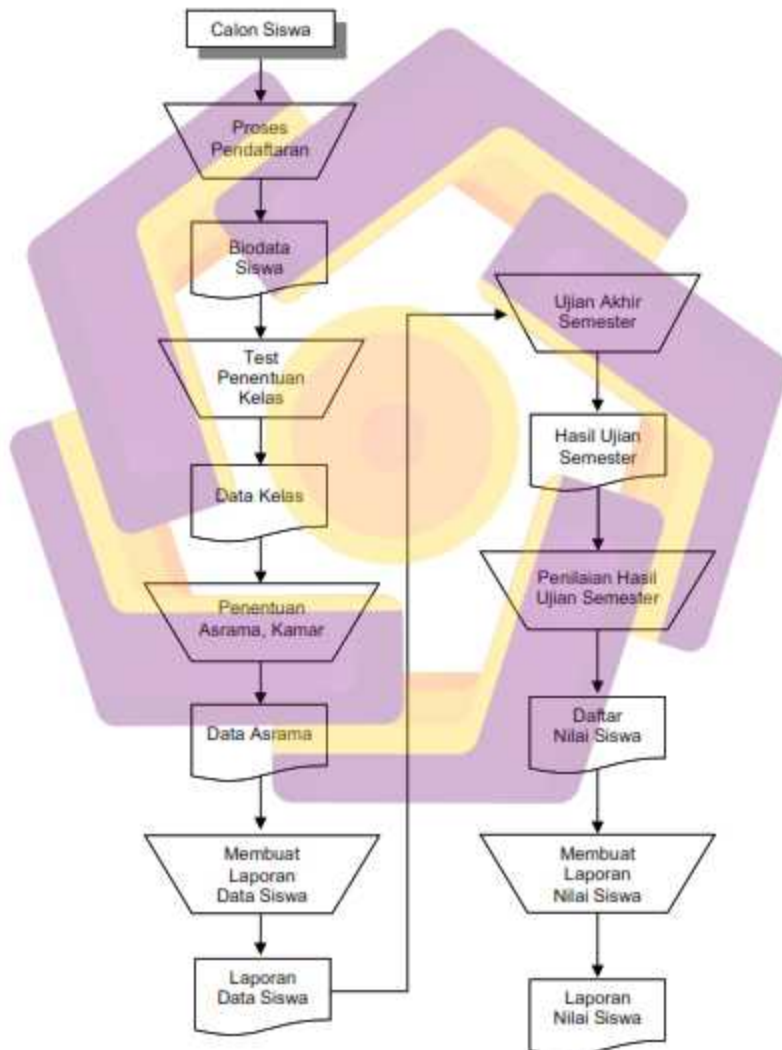 Calon Siswa
Proses
Pendaftaran
Biodata
Siswa
Test
Penentuan
Kelas
Data Kelas
Penentuan
Asrama, Kamar
Data Asrama
Membuat
Laporan
Data Siswa
Laporan
Data Siswa
Ujian Akhir
Semester
Hasil Ujian
Semester
Penilaian Hasil
Ujian Semester
Daftar
Nilai Siswa
Membuat
Laporan
Nilai Siswa
Laporan
Nilai Siswa